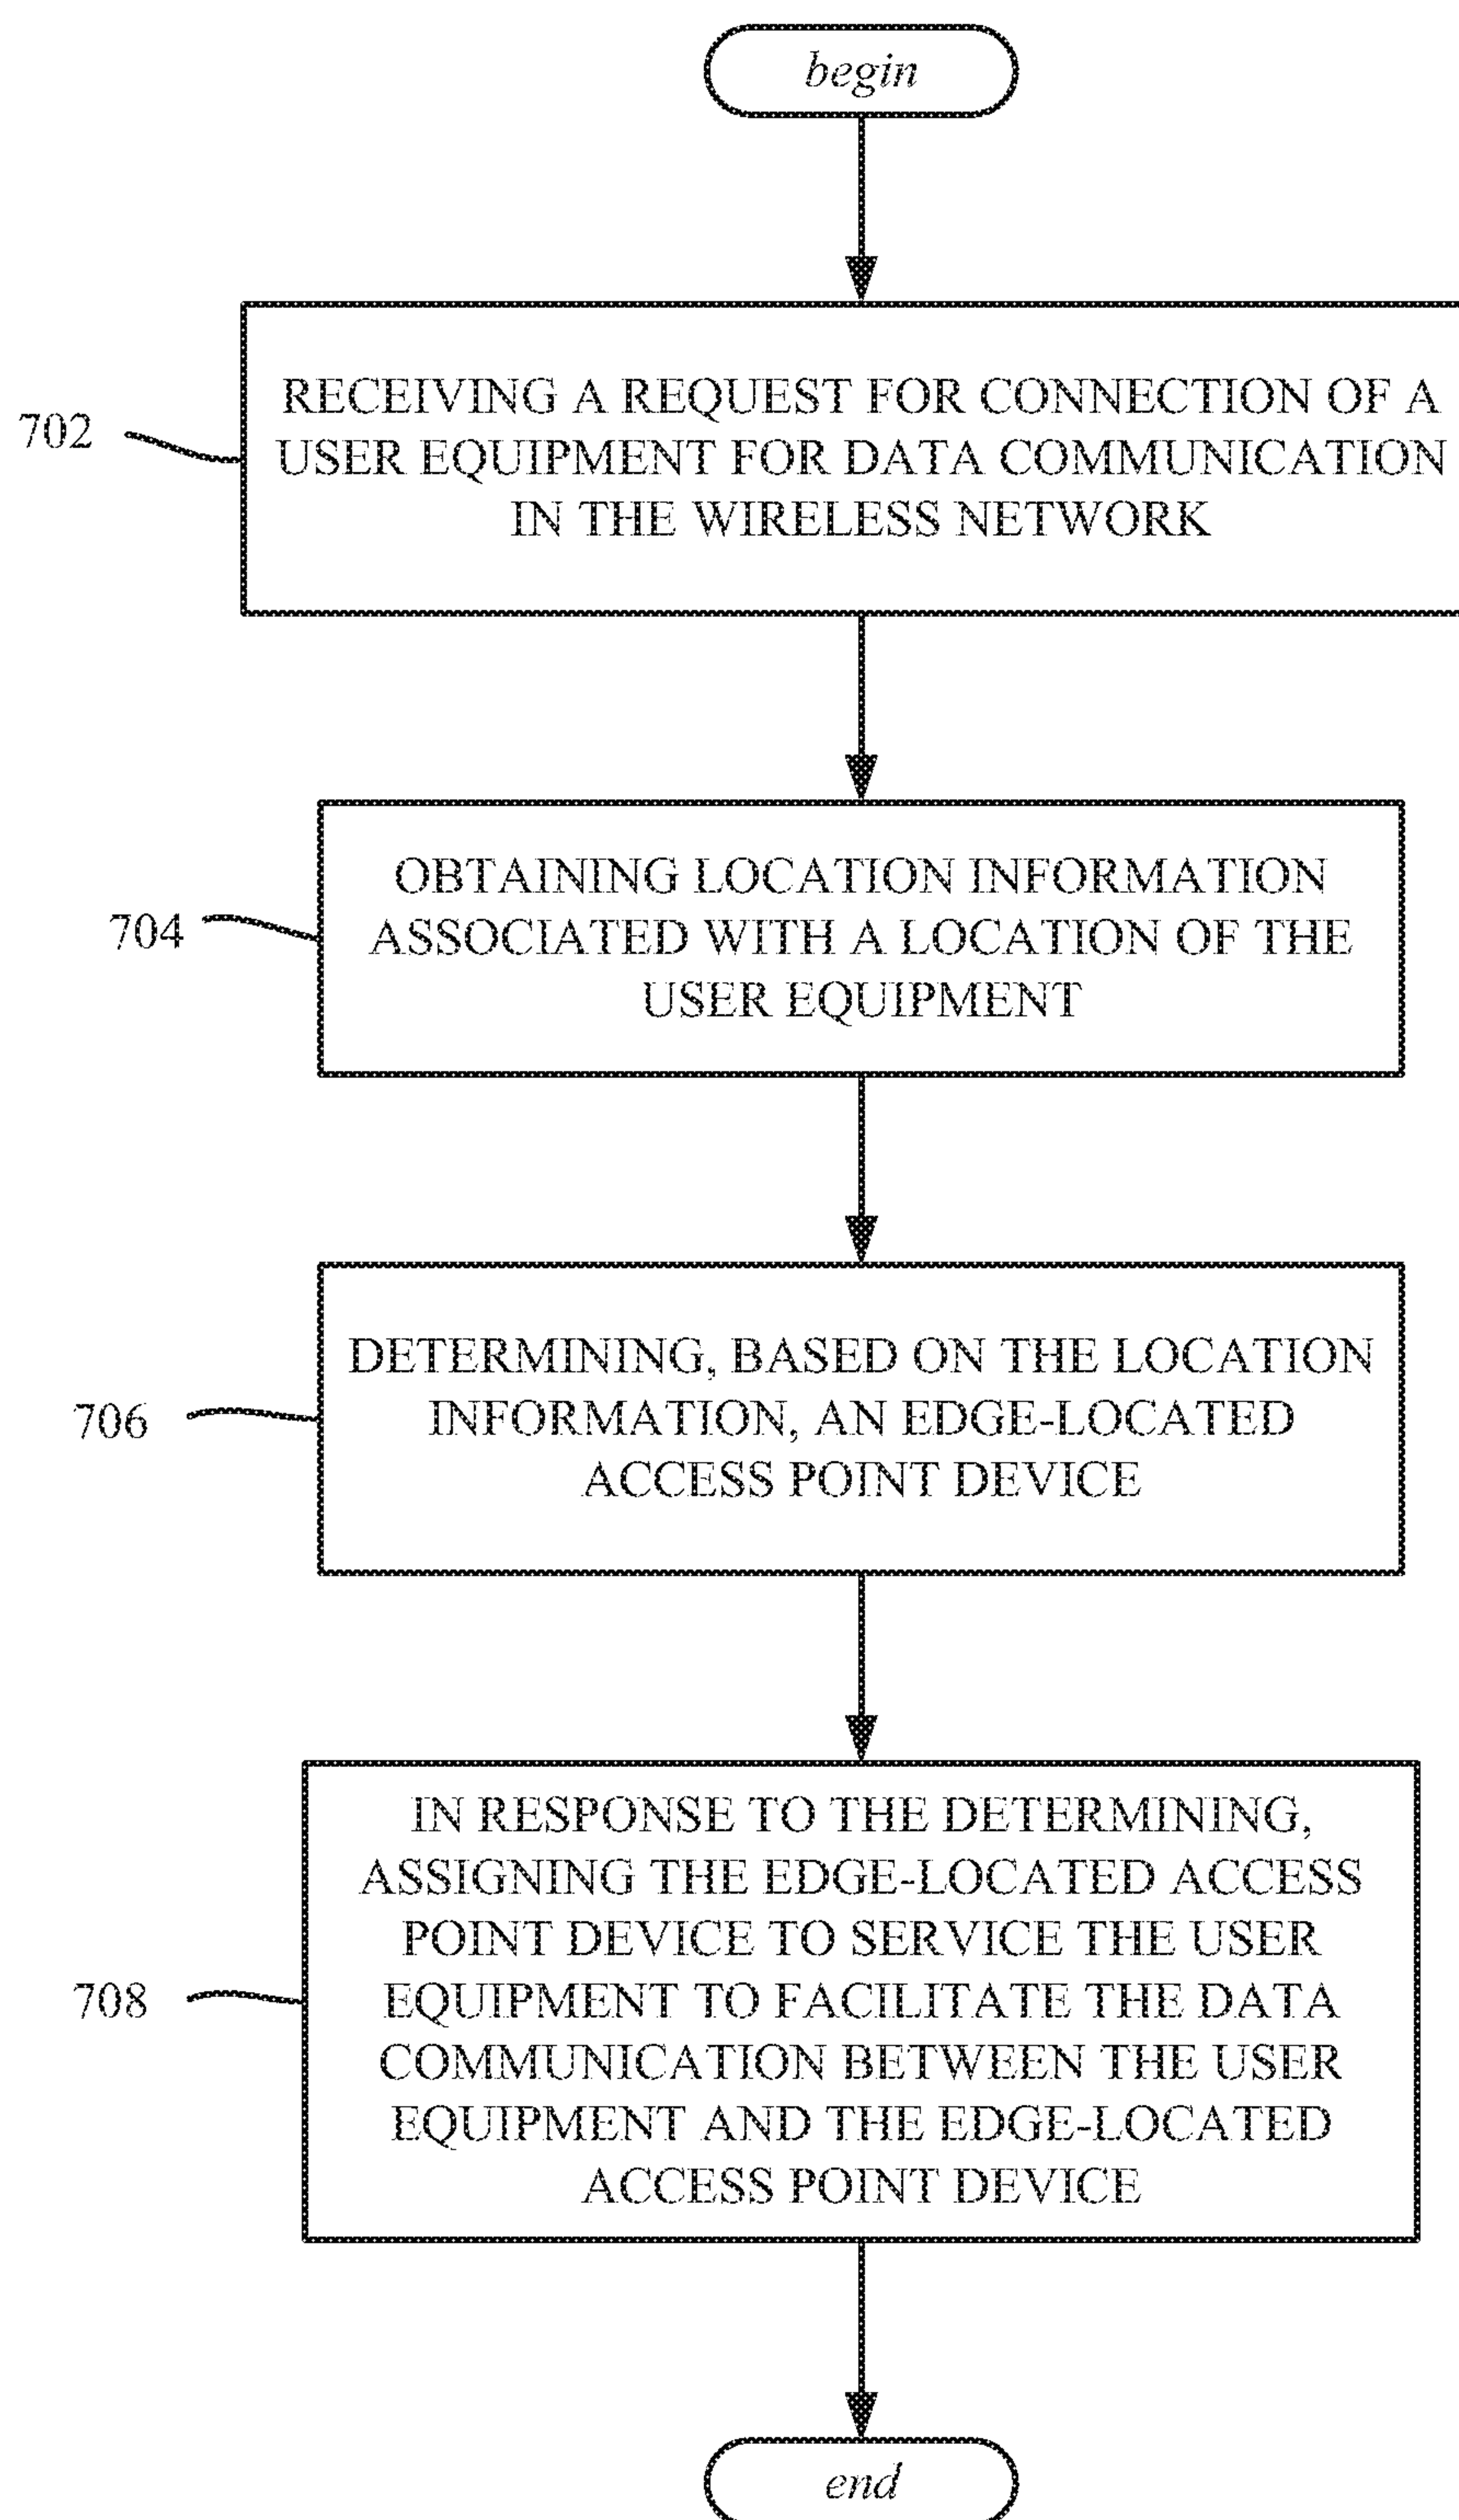 begin
702
RECEIVING A REQUEST FOR CONNECTION OF A
USER EQUIPMENT FOR DATA COMMUNICATION
IN THE WIRELESS NETWORK
704
OBTAINING LOCATION INFORMATION
ASSOCIATED WITH A LOCATION OF THE
USER EQUIPMENT
706
DETERMINING, BASED ON THE LOCATION
INFORMATION, AN EDGE-LOCATED
ACCESS POINT DEVICE
708
IN RESPONSE TO THE DETERMINING,
ASSIGNING THE EDGE-LOCATED ACCESS
POINT DEVICE TO SERVICE THE USER
EQUIPMENT TO FACILITATE THE DATA
COMMUNICATION BETWEEN THE USER
EQUIPMENT AND THE EDGE-LOCATED
ACCESS POINT DEVICE
end